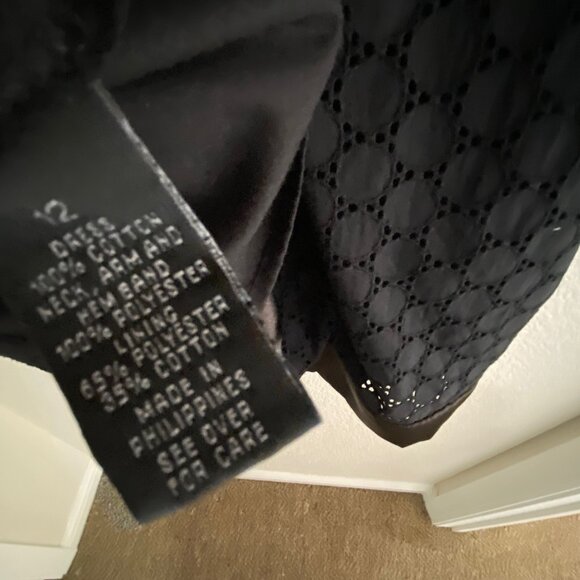 12
DRESS
100% COTTON
NECK, ARM AND
HEM BAND
100% POLYESTER
LINING
65% POLYESTER
35% COTTON
MADE IN
PHILIPPINES
SEE OVER
FOR CARE